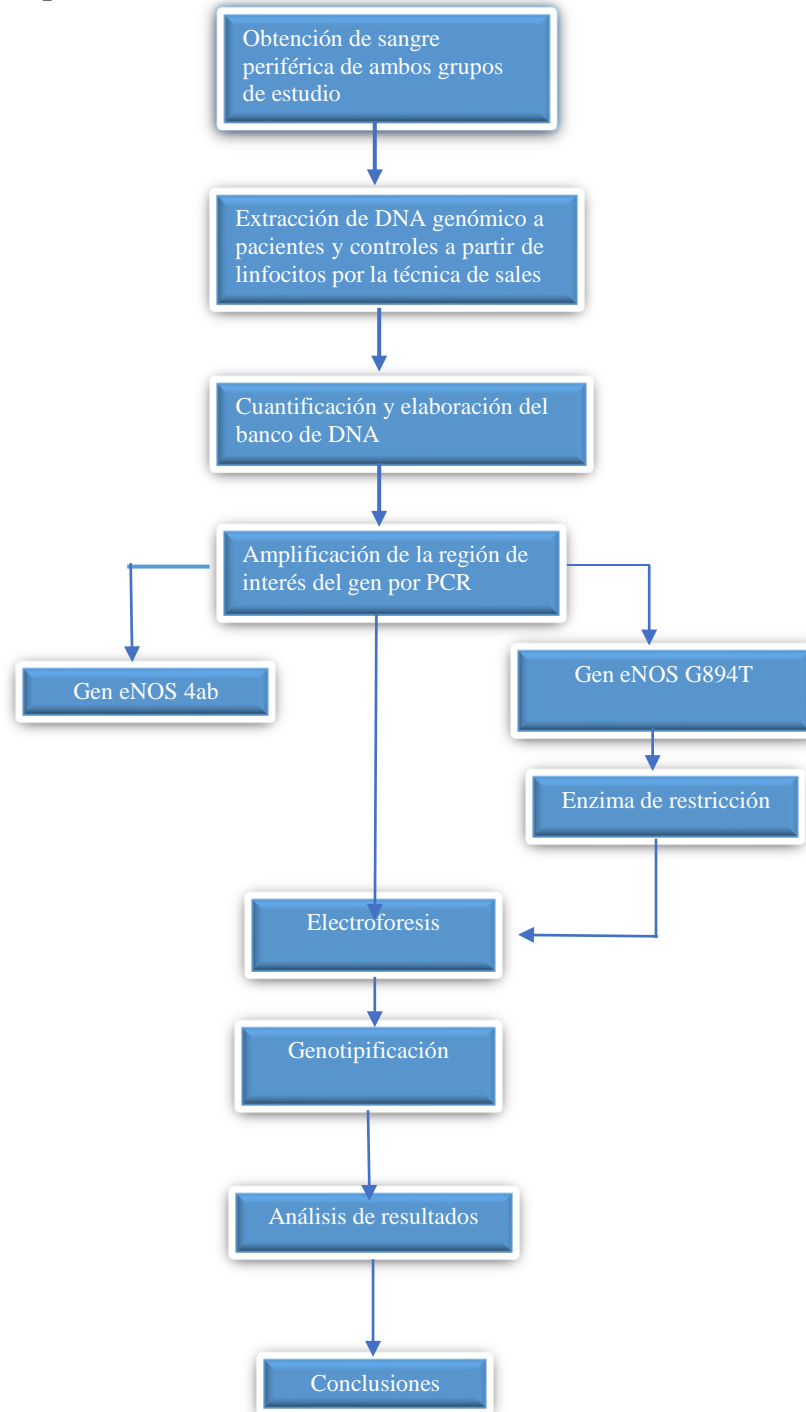 Obtención de sangre
periférica de ambos grupos
de estudio
Extracción de DNA genómico a
pacientes y controles a partir de
linfocitos por la técnica de sales
Cuantificación y elaboración del
banco de DNA
Amplificación de la región de
interés del gen por PCR
Gen eNOS 4ab
Gen eNOS G894T
Enzima de restricción
Electroforesis
Genotipificación
Análisis de resultados
Conclusiones